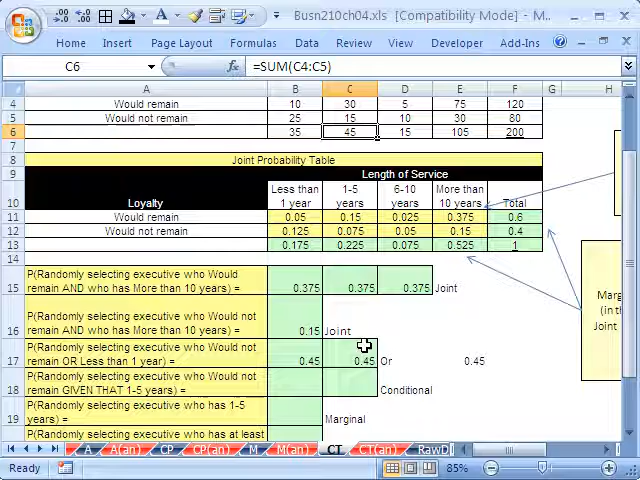 Busn210ch04.xls [Compatibility Mode] - M...
Home Insert Page Layout Formulas Data Review View Developer Add-Ins
C6 fx =SUM(C4:C5)
A B C D E F G H
4 Would remain 10 30 5 75 120
5 Would not remain 25 15 10 30 80
6 35 45 15 105 200
7
8 Joint Probability Table
9 Length of Service
10 Loyalty Less than 1 year 1-5 years 6-10 years More than 10 years Total
11 Would remain 0.05 0.15 0.025 0.375 0.6
12 Would not remain 0.125 0.075 0.05 0.15 0.4
13 0.175 0.225 0.075 0.525 1
14
P(Randomly selecting executive who Would
15 remain AND who has More than 10 years) = 0.375 0.375 0.375 Joint
P(Randomly selecting executive who Would not
16 remain AND who has More than 10 years) = 0.15 Joint
P(Randomly selecting executive who Would not
17 remain OR Less than 1 year) = 0.45 0.45 Or 0.45
P(Randomly selecting executive who Would not
18 remain GIVEN THAT 1-5 years) = Conditional
P(Randomly selecting executive who has 1-5
19 years) = Marginal
P(Randomly selecting executive who has at least
Marg
(in th
Joint
A A(an) CP CP(an) M M(an) CT CT(an) RawD
Ready 85%